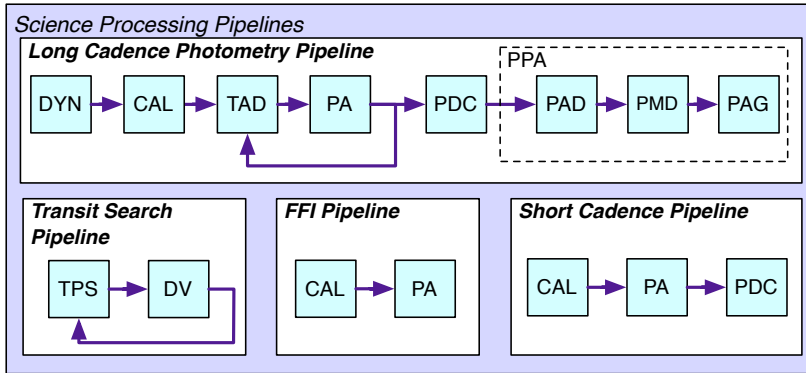 Science Processing Pipelines
Long Cadence Photometry Pipeline
PPA
DYN CAL TAD PA PDC PAD PMD PAG
Transit Search
Pipeline
TPS DV
FFI Pipeline
CAL PA
Short Cadence Pipeline
CAL PA PDC